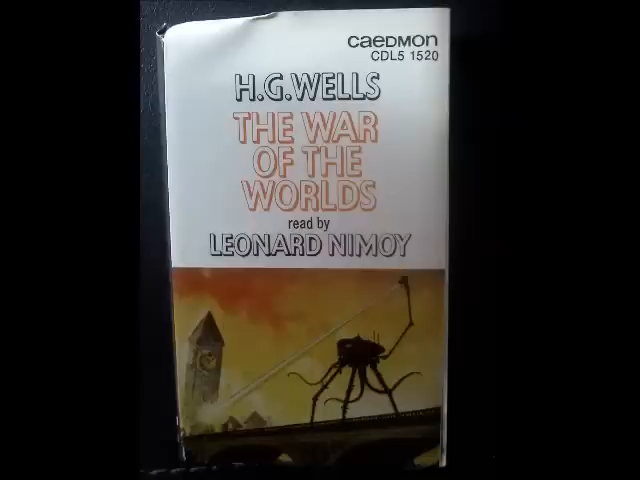 CAEDMON
CDL5 1520
H.G.WELLS
THE WAR
OF THE
WORLDS
read by
LEONARD NIMOY